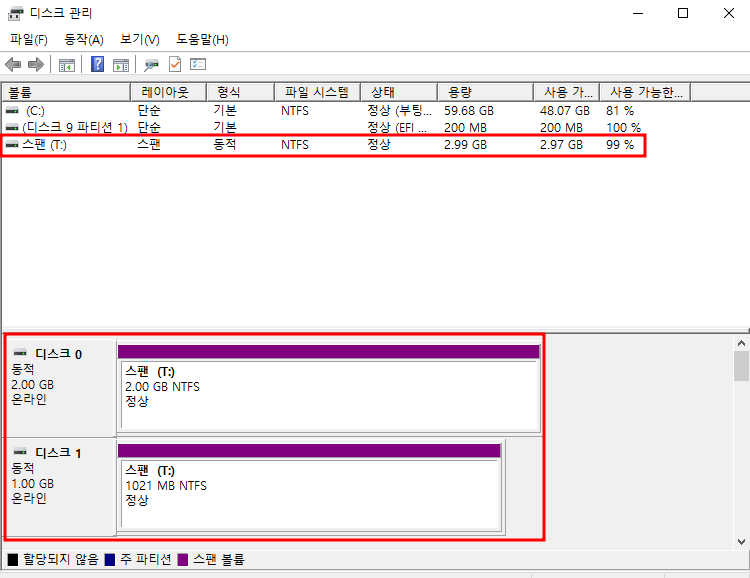 디스크 관리
파일(F) 동작(A) 보기(V) 도움말(H)
볼륨 레이아웃 형식 파일 시스템 상태 용량 사용 가... 사용 가능한...
(C:) 단순 기본 NTFS 정상 (부팅... 59.68 GB 48.07 GB 81 %
(디스크 9 파티션 1) 단순 기본 정상 (EFI ... 200 MB 200 MB 100 %
스팬 (T:) 스팬 동적 NTFS 정상 2.99 GB 2.97 GB 99 %
디스크 0
동적
2.00 GB
온라인
스팬 (T:)
2.00 GB NTFS
정상
디스크 1
동적
1.00 GB
온라인
스팬 (T:)
1021 MB NTFS
정상
할당되지 않음 주 파티션 스팬 볼륨